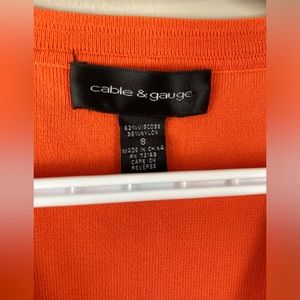 cable & gauge
62% VISCOSE
38% NYLON
S
MADE IN CHINA
CARE ON
REVERSE